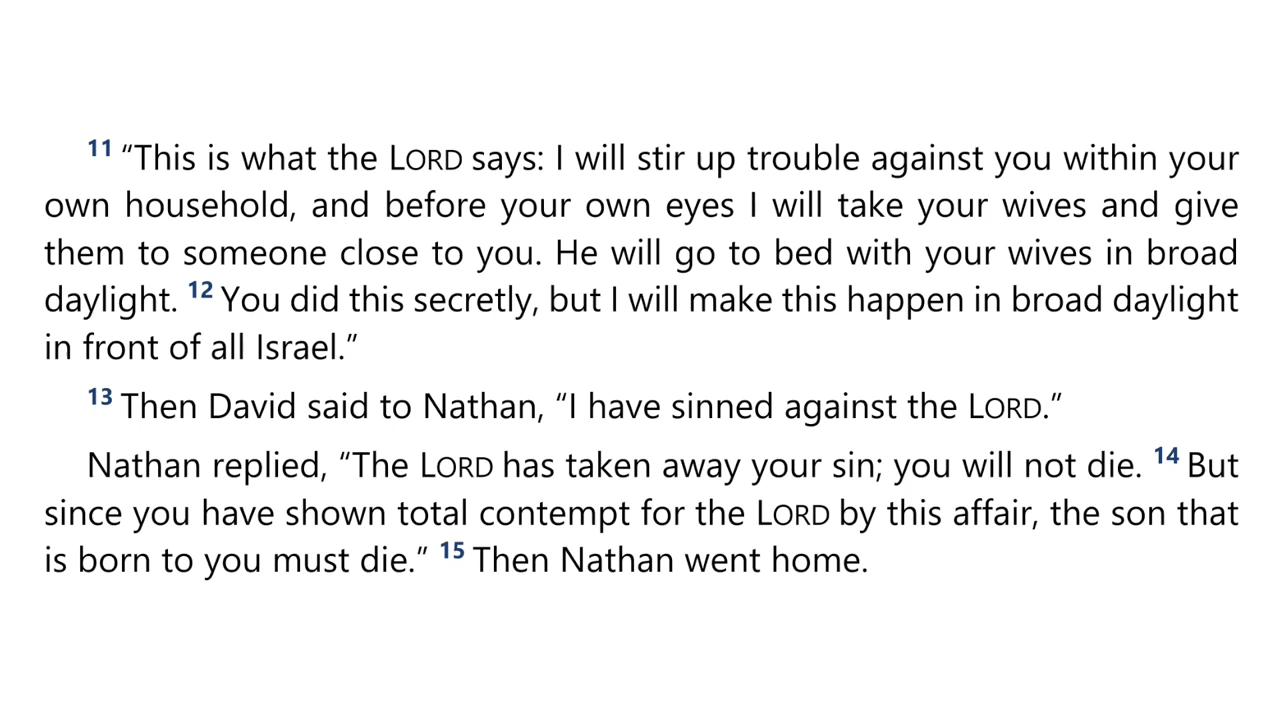 11 “This is what the LORD says: I will stir up trouble against you within your
own household, and before your own eyes I will take your wives and give
them to someone close to you. He will go to bed with your wives in broad
daylight. 12 You did this secretly, but I will make this happen in broad daylight
in front of all Israel.”
13 Then David said to Nathan, “I have sinned against the LORD.”
Nathan replied, “The LORD has taken away your sin; you will not die. 14 But
since you have shown total contempt for the LORD by this affair, the son that
is born to you must die.” 15 Then Nathan went home.